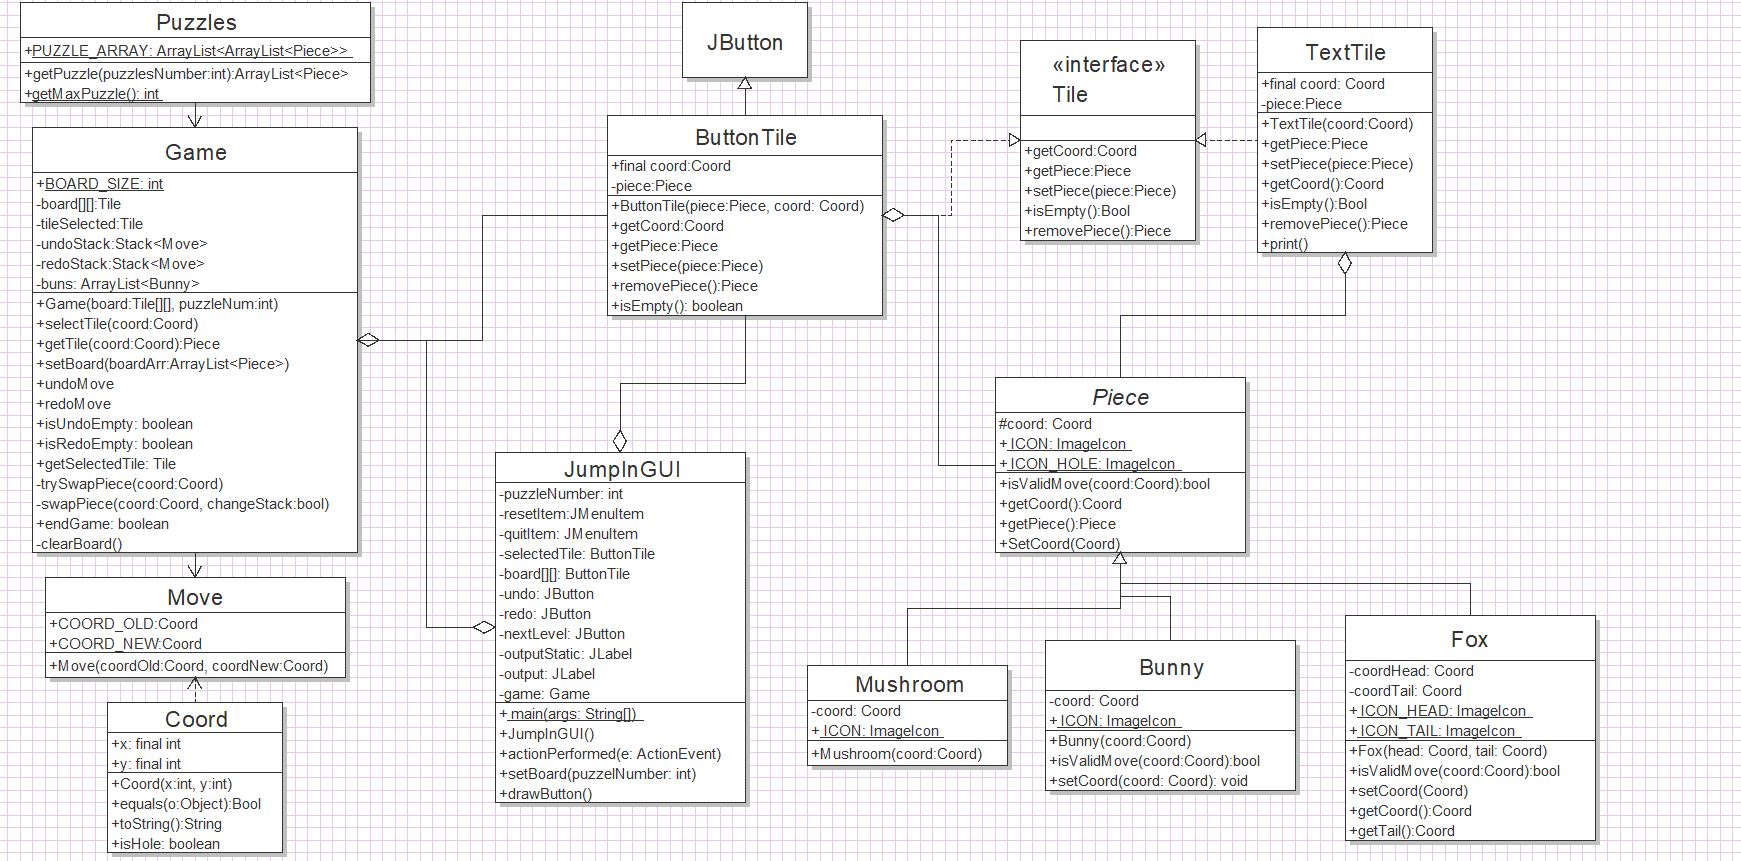 Puzzles
+PUZZLE_ARRAY: ArrayList<ArrayList<Piece>>
+getPuzzle(puzzlesNumber:int):ArrayList<Piece>
+getMaxPuzzle(): int
Game
+BOARD_SIZE: int
-board[][]:Tile
-tileSelected:Tile
-undoStack:Stack<Move>
-redoStack:Stack<Move>
-buns: ArrayList<Bunny>
+Game(board:Tile[][], puzzleNum:int)
+selectTile(coord:Coord)
+getTile(coord:Coord):Piece
+setBoard(boardArr:ArrayList<Piece>)
+undoMove
+redoMove
+isUndoEmpty: boolean
+isRedoEmpty: boolean
+getSelectedTile: Tile
-trySwapPiece(coord:Coord)
-swapPiece(coord:Coord, changeStack:bool)
+endGame: boolean
-clearBoard()
Move
+COORD_OLD:Coord
+COORD_NEW:Coord
+Move(coordOld:Coord, coordNew:Coord)
Coord
+x: final int
+y: final int
+Coord(x:int, y:int)
+equals(o:Object):Bool
+toString():String
+isHole: boolean
JButton
ButtonTile
+final coord:Coord
-piece:Piece
+ButtonTile(piece:Piece, coord: Coord)
+getCoord:Coord
+getPiece:Piece
+setPiece(piece:Piece)
+removePiece():Piece
+isEmpty(): boolean
JumpInGUI
-puzzleNumber: int
-resetItem:JMenuItem
-quitItem: JMenuItem
-selectedTile: ButtonTile
-board[][]: ButtonTile
-undo: JButton
-redo: JButton
-nextLevel: JButton
-outputStatic: JLabel
-output: JLabel
-game: Game
+ main(args: String[])
+JumpInGUI()
+actionPerformed(e: ActionEvent)
+setBoard(puzzelNumber: int)
+drawButton()
«interface»
Tile
+getCoord:Coord
+getPiece:Piece
+setPiece(piece:Piece)
+isEmpty():Bool
+removePiece():Piece
TextTile
+final coord: Coord
-piece:Piece
+TextTile(coord:Coord)
+getPiece:Piece
+setPiece(piece:Piece)
+getCoord():Coord
+isEmpty():Bool
+removePiece():Piece
+print()
Piece
#coord: Coord
+ ICON: ImageIcon
+ ICON_HOLE: ImageIcon
+isValidMove(coord:Coord):bool
+getCoord():Coord
+getPiece():Piece
+SetCoord(Coord)
Mushroom
-coord: Coord
+ ICON: ImageIcon
+Mushroom(coord:Coord)
Bunny
-coord: Coord
+ ICON: ImageIcon
+Bunny(coord:Coord)
+isValidMove(coord:Coord):bool
+setCoord(coord: Coord): void
Fox
-coordHead: Coord
-coordTail: Coord
+ ICON_HEAD: ImageIcon
+ ICON_TAIL: ImageIcon
+Fox(head: Coord, tail: Coord)
+isValidMove(coord:Coord):bool
+setCoord(Coord)
+getCoord():Coord
+getTail():Coord